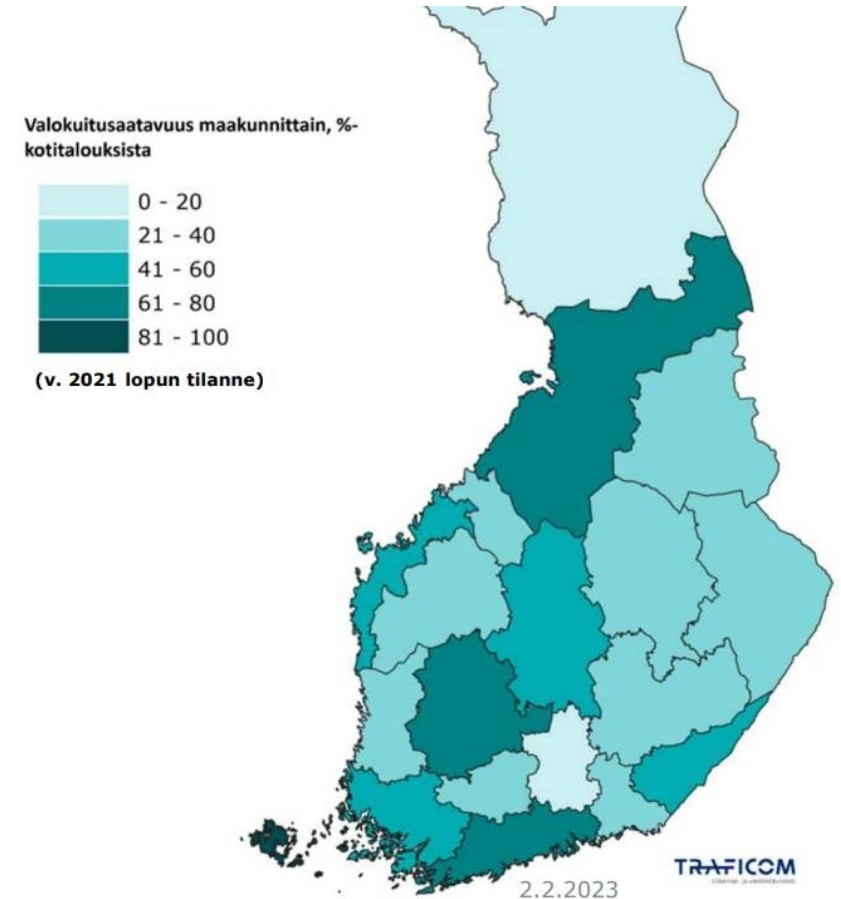 Valokuitusaatavuus maakunnittain, %-
kotitalouksista
0 - 20
21 - 40
41 - 60
61 - 80
81 - 100
(v. 2021 lopun tilanne)
TRAFICOM
2.2.2023